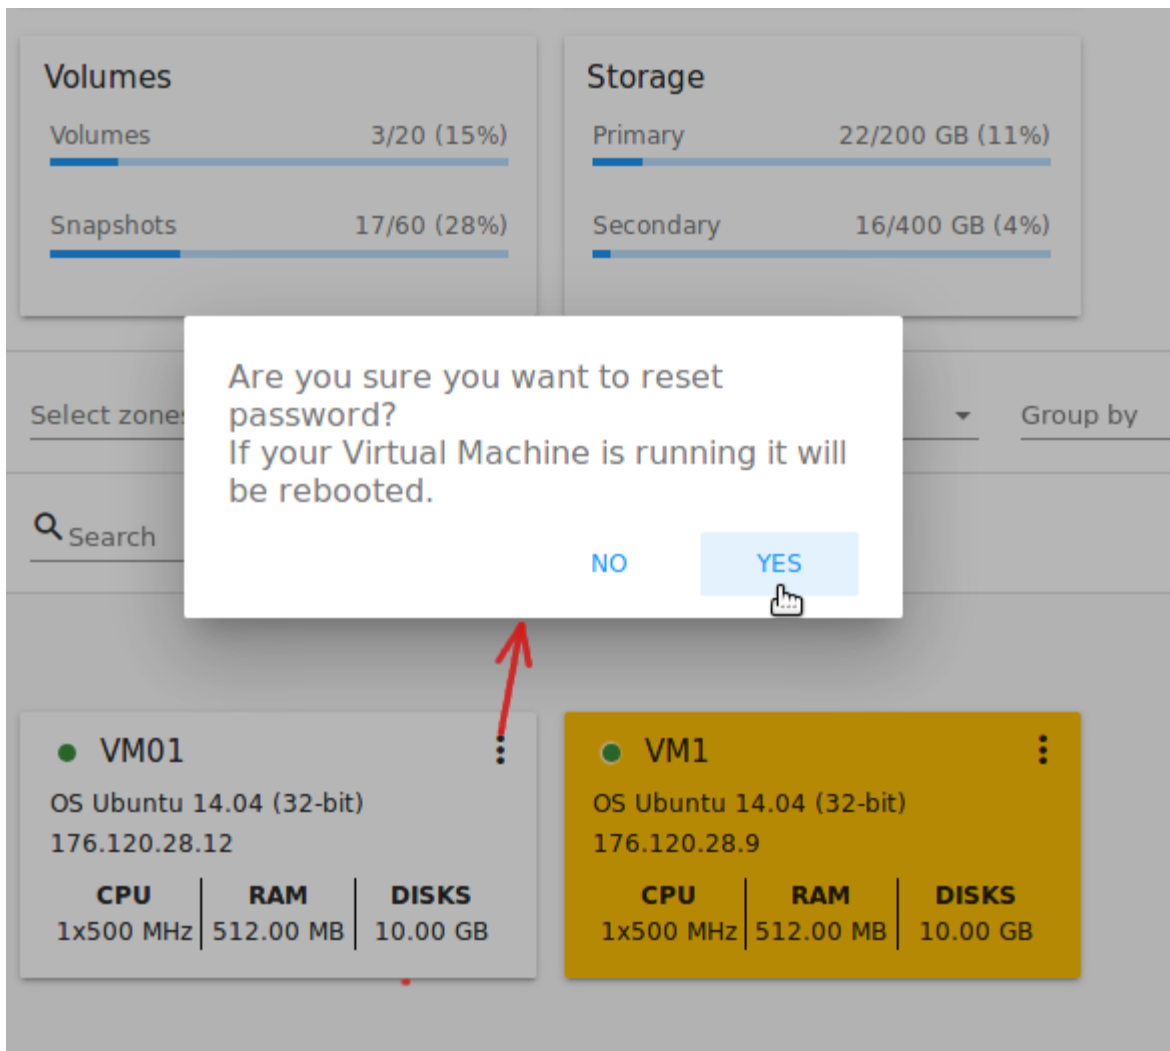 Volumes
Volumes 3/20 (15%)
Snapshots 17/60 (28%)
Storage
Primary 22/200 GB (11%)
Secondary 16/400 GB (4%)
Are you sure you want to reset
password?
If your Virtual Machine is running it will
be rebooted.
NO YES
Select zone
Group by
Search
VM01
OS Ubuntu 14.04 (32-bit)
176.120.28.12
CPU RAM DISKS
1x500 MHz 512.00 MB 10.00 GB
VM1
OS Ubuntu 14.04 (32-bit)
176.120.28.9
CPU RAM DISKS
1x500 MHz 512.00 MB 10.00 GB